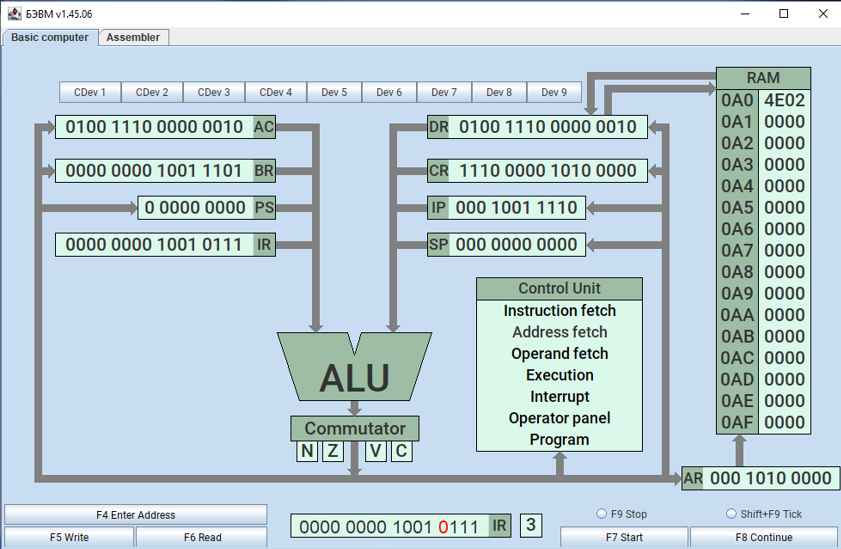 БЭВМ v1.45.06
Basic computer Assembler
CDev 1 CDev 2 CDev 3 CDev 4 Dev 5 Dev 6 Dev 7 Dev 8 Dev 9
RAM
0A0 4E02
0A1 0000
0A2 0000
0A3 0000
0A4 0000
0A5 0000
0A6 0000
0A7 0000
0A8 0000
0A9 0000
0AA 0000
0AB 0000
0AC 0000
0AD 0000
0AE 0000
0AF 0000
0100 1110 0000 0010 AC
DR 0100 1110 0000 0010
0000 0000 1001 1101 BR
CR 1110 0000 1010 0000
0 0000 0000 PS
IP 000 1001 1110
0000 0000 1001 0111 IR
SP 000 0000 0000
Control Unit
Instruction fetch
Address fetch
Operand fetch
Execution
Interrupt
Operator panel
Program
ALU
Commutator
N Z V C
AR 000 1010 0000
F4 Enter Address
F5 Write F6 Read
0000 0000 1001 0111 IR 3
F9 Stop Shift+F9 Tick
F7 Start F8 Continue